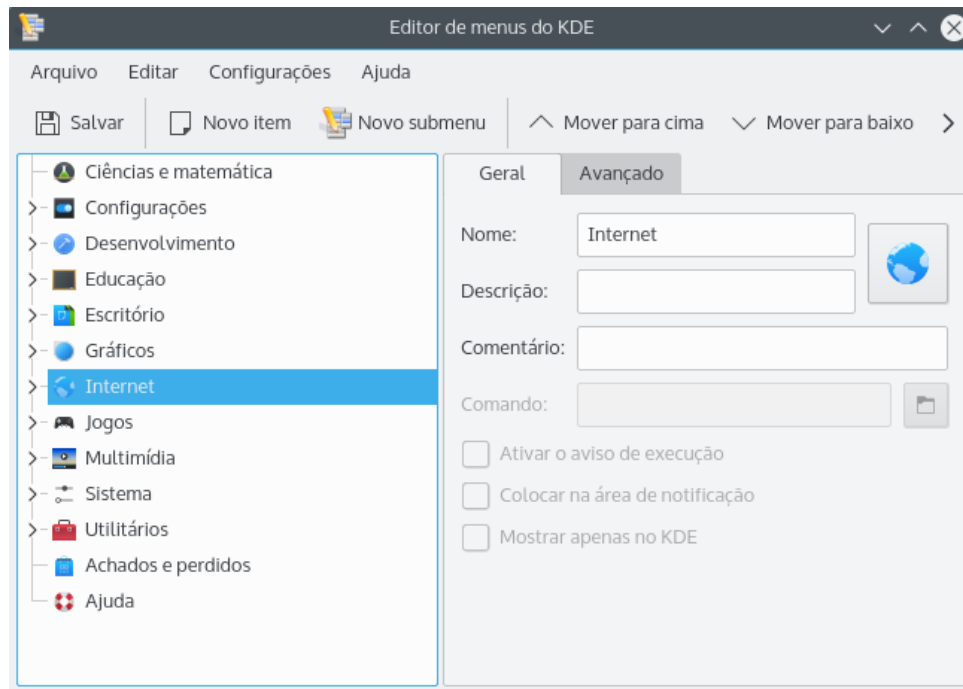 Editor de menus do KDE
Arquivo Editar Configurações Ajuda
Salvar Novo item Novo submenu Mover para cima Mover para baixo
Ciências e matemática
Configurações
Desenvolvimento
Educação
Escritório
Gráficos
Internet
Jogos
Multimídia
Sistema
Utilitários
Achados e perdidos
Ajuda
Geral Avançado
Nome: Internet
Descrição:
Comentário:
Comando:
Ativar o aviso de execução
Colocar na área de notificação
Mostrar apenas no KDE